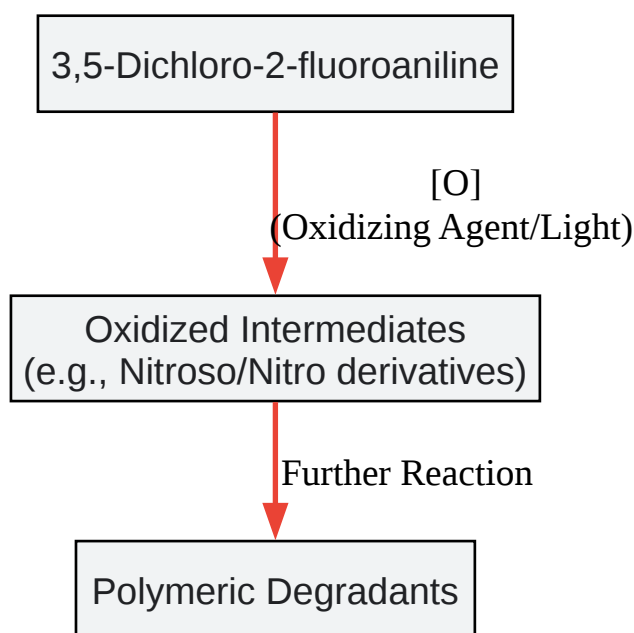 3,5-Dichloro-2-fluoroaniline
[O]
(Oxidizing Agent/Light)
Oxidized Intermediates
(e.g., Nitroso/Nitro derivatives)
Further Reaction
Polymeric Degradants